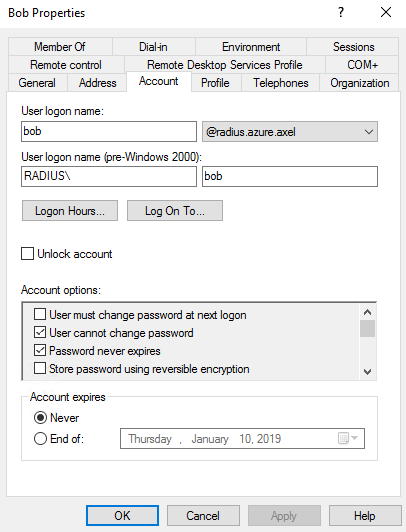 Bob Properties ? X
Member Of Dial-in Environment Sessions
Remote control Remote Desktop Services Profile COM+
General Address Account Profile Telephones Organization
User logon name:
bob @radius.azure.axel
User logon name (pre-Windows 2000):
RADIUS\ bob
Logon Hours... Log On To...
Unlock account
Account options:
User must change password at next logon
User cannot change password
Password never expires
Store password using reversible encryption
Account expires
Never
End of: Thursday , January 10, 2019
OK Cancel Apply Help